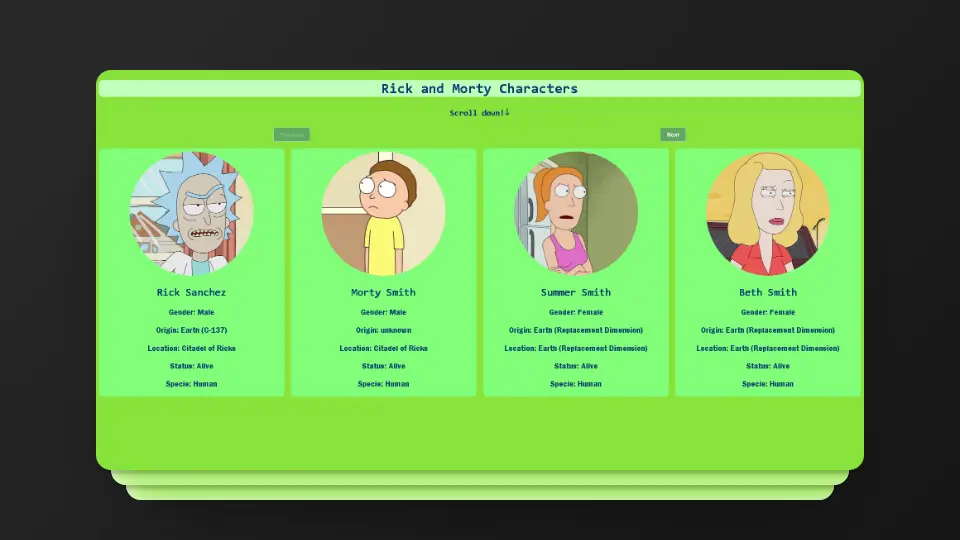 Rick and Morty Characters
Scroll down!↓
Previous
Next
Rick Sanchez
Gender: Male
Origin: Earth (C-137)
Location: Citadel of Ricks
Status: Alive
Specie: Human
Morty Smith
Gender: Male
Origin: unknown
Location: Citadel of Ricks
Status: Alive
Specie: Human
Summer Smith
Gender: Female
Origin: Earth (Replacement Dimension)
Location: Earth (Replacement Dimension)
Status: Alive
Specie: Human
Beth Smith
Gender: Female
Origin: Earth (Replacement Dimension)
Location: Earth (Replacement Dimension)
Status: Alive
Specie: Human